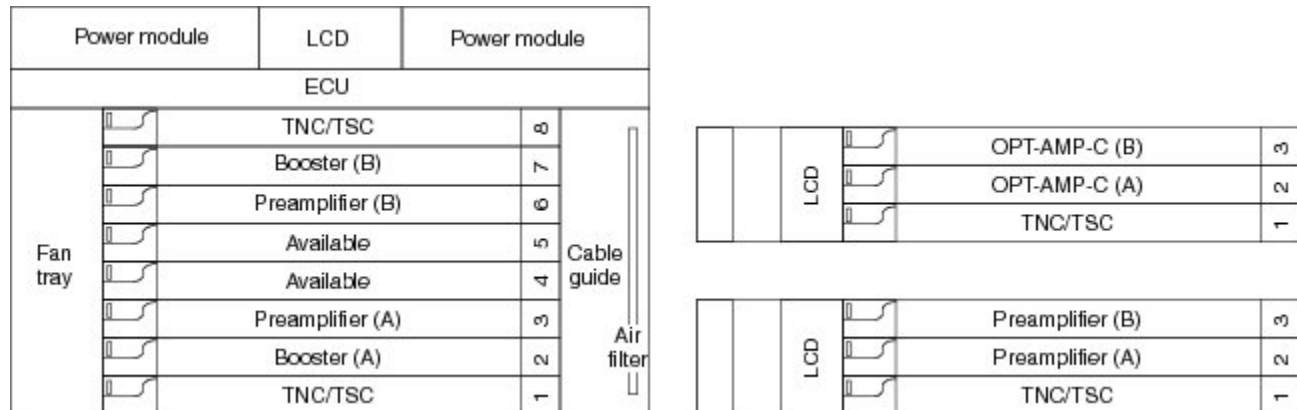 Power module LCD Power module
ECU
TNC/TSC 8
Booster (B) 7
Preamplifier (B) 6
Available 5
Available 4
Preamplifier (A) 3
Booster (A) 2
TNC/TSC 1
Fan
tray
Cable
guide
Air
filter
LCD
OPT-AMP-C (B) 3
OPT-AMP-C (A) 2
TNC/TSC 1
LCD
Preamplifier (B) 3
Preamplifier (A) 2
TNC/TSC 1